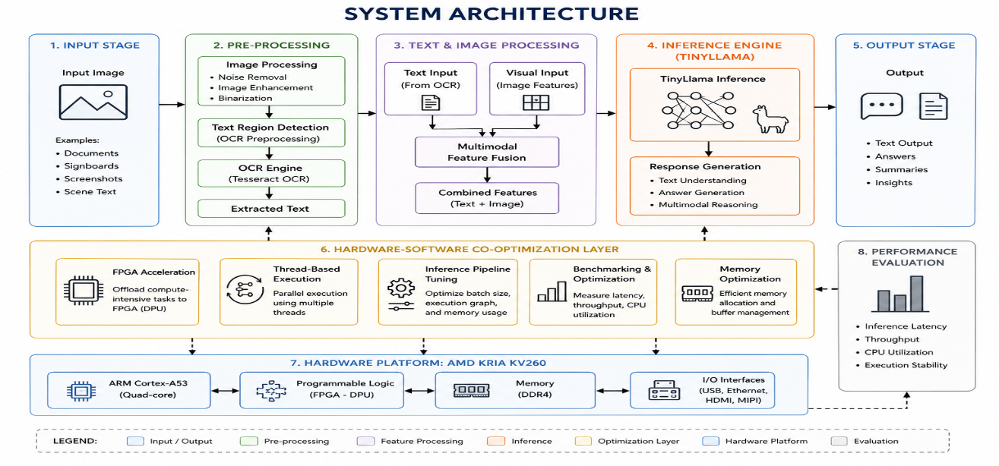 SYSTEM ARCHITECTURE
1. INPUT STAGE
Input Image
Examples:
• Documents
• Signboards
• Screenshots
• Scene Text
2. PRE-PROCESSING
Image Processing
• Noise Removal
• Image Enhancement
• Binarization
Text Region Detection
(OCR Preprocessing)
OCR Engine
(Tesseract OCR)
Extracted Text
3. TEXT & IMAGE PROCESSING
Text Input
(From OCR)
Visual Input
(Image Features)
Multimodal
Feature Fusion
Combined Features
(Text + Image)
4. INFERENCE ENGINE
(TINYLLAMA)
TinyLlama Inference
Response Generation
• Text Understanding
• Answer Generation
• Multimodal Reasoning
5. OUTPUT STAGE
Output
• Text Output
• Answers
• Summaries
• Insights
6. HARDWARE-SOFTWARE CO-OPTIMIZATION LAYER
FPGA Acceleration
Offload compute-
intensive tasks to
FPGA (DPU)
Thread-Based
Execution
Parallel execution
using multiple
threads
Inference Pipeline
Tuning
Optimize batch size,
execution graph,
and memory usage
Benchmarking &
Optimization
Measure latency,
throughput, CPU
utilization
Memory
Optimization
Efficient memory
allocation and
buffer management
7. HARDWARE PLATFORM: AMD KRIA KV260
ARM Cortex-A53
(Quad-core)
Programmable Logic
(FPGA - DPU)
Memory
(DDR4)
I/O Interfaces
(USB, Ethernet,
HDMI, MIPI)
8. PERFORMANCE
EVALUATION
• Inference Latency
• Throughput
• CPU Utilization
• Execution Stability
LEGEND:
Input / Output
Pre-processing
Feature Processing
Inference
Optimization Layer
Hardware Platform
Evaluation